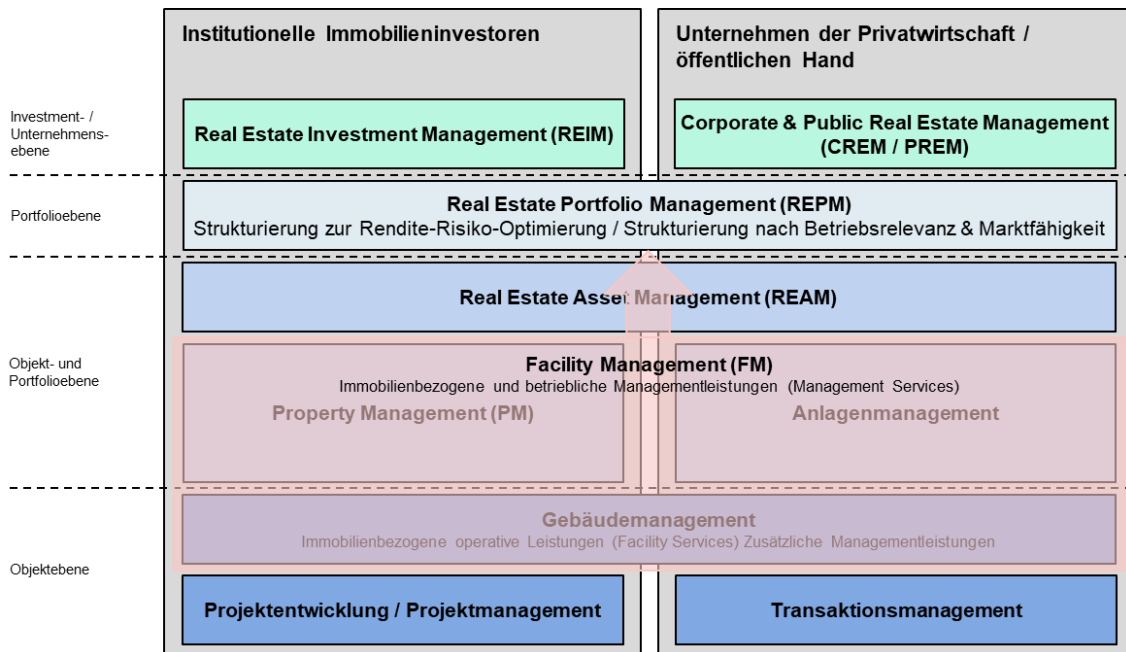 Institutionelle Immobilieninvestoren
Unternehmen der Privatwirtschaft /
öffentlichen Hand
Investment- /
Unternehmens-
ebene
Real Estate Investment Management (REIM)
Corporate & Public Real Estate Management
(CREM / PREM)
Portfolioebene
Real Estate Portfolio Management (REPM)
Strukturierung zur Rendite-Risiko-Optimierung / Strukturierung nach Betriebsrelevanz & Marktfähigkeit
Real Estate Asset Management (REAM)
Objekt- und
Portfolioebene
Facility Management (FM)
Immobilienbezogene und betriebliche Managementleistungen (Management Services)
Property Management (PM)
Anlagenmanagement
Gebäudemanagement
Immobilienbezogene operative Leistungen (Facility Services) Zusätzliche Managementleistungen
Objektebene
Projektentwicklung / Projektmanagement
Transaktionsmanagement